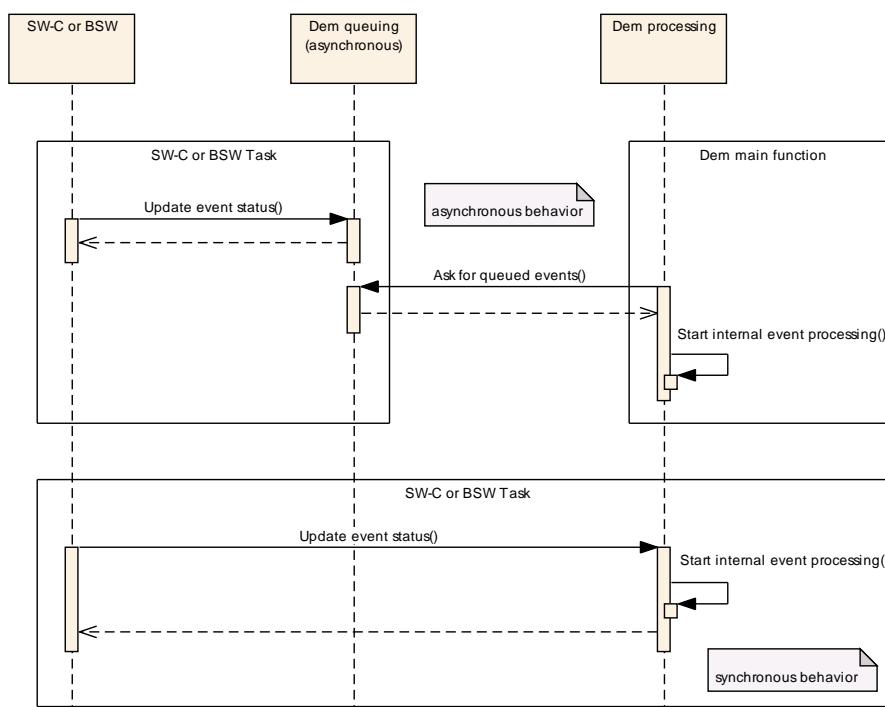 SW-C or BSW
Dem queuing
(asynchronous)
Dem processing
SW-C or BSW Task
Dem main function
Update event status()
asynchronous behavior
Ask for queued events()
Start internal event processing()
SW-C or BSW Task
Update event status()
Start internal event processing(
synchronous behavior